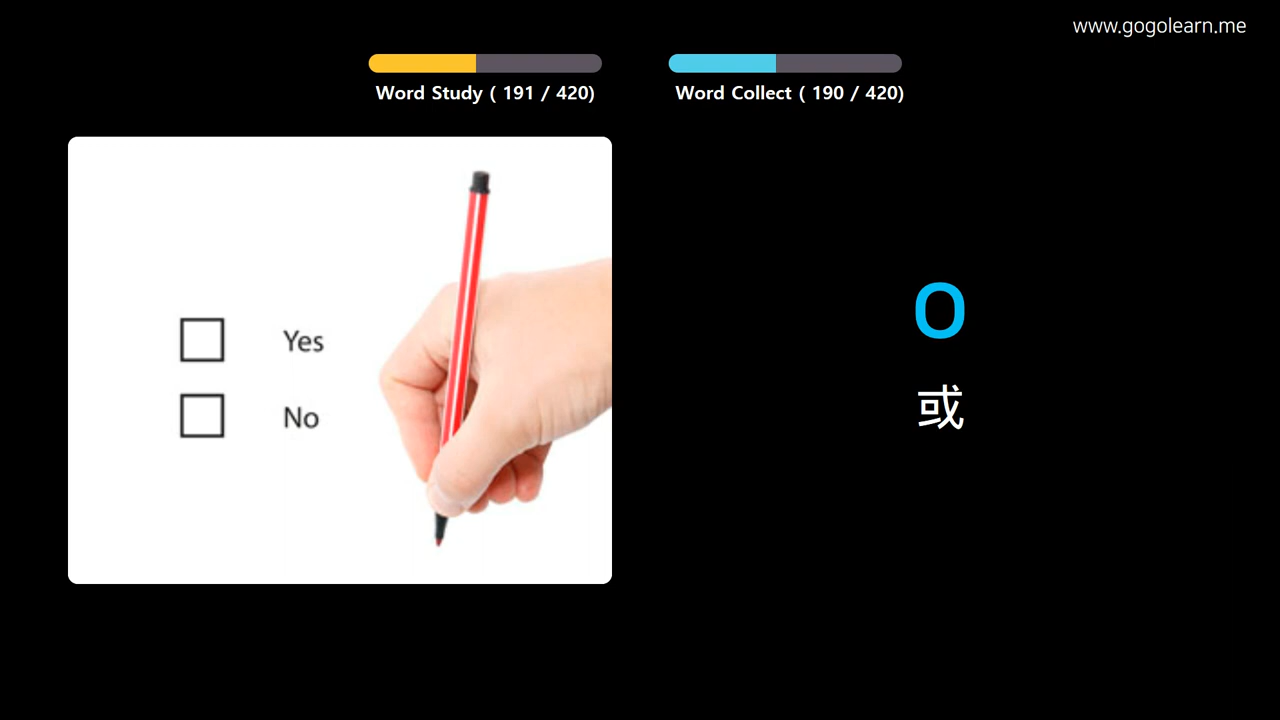 www.gogolearn.me
Word Study ( 191 / 420)
Word Collect ( 190 / 420)
Yes
No
O
或